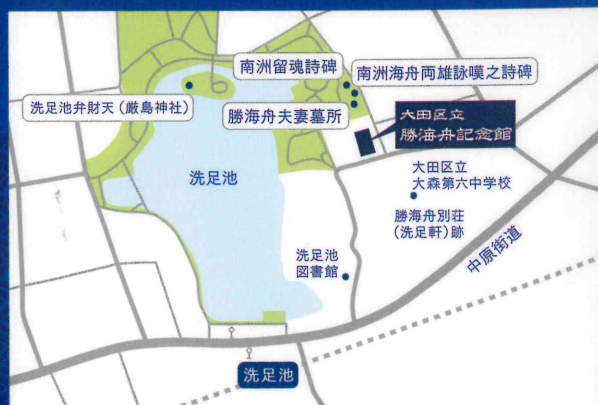 南洲留魂詩碑
南洲海舟両雄詠嘆之詩碑
洗足池弁財天（厳島神社）
勝海舟夫妻墓所
大田区立
勝海舟記念館
洗足池
大田区立
大森第六中学校
勝海舟別荘
（洗足軒）跡
洗足池
図書館
中原街道
洗足池